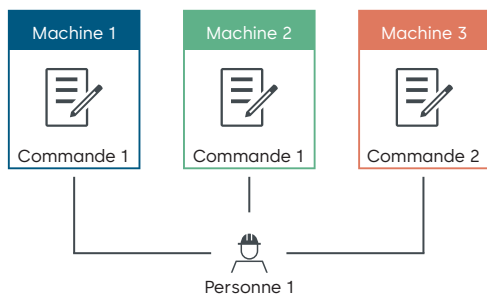 Machine 1
Machine 2
Machine 3
Commande 1
Commande 1
Commande 2
Personne 1